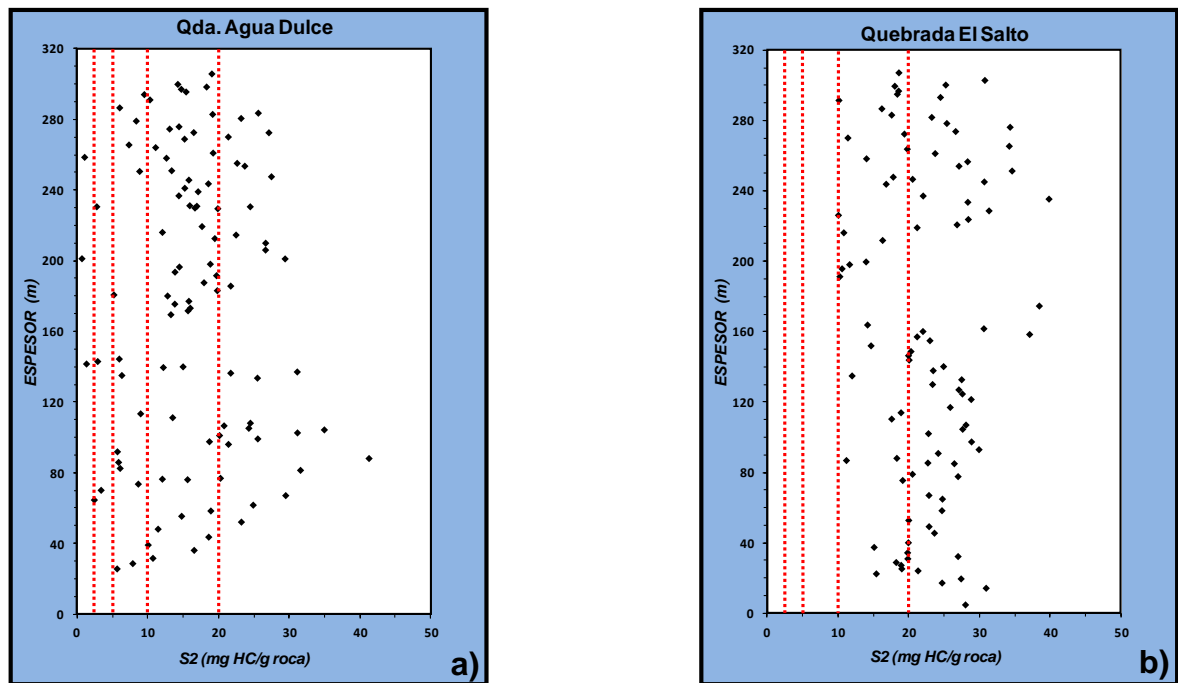 Qda. Agua Dulce
320
280
240
200
160
120
80
40
0
ESPESOR (m)
0 10 20 30 40 50
S2 (mg HC/g roca)
a)
Quebrada El Salto
320
280
240
200
160
120
80
40
0
ESPESOR (m)
0 10 20 30 40 50
S2 (mg HC/g roca)
b)